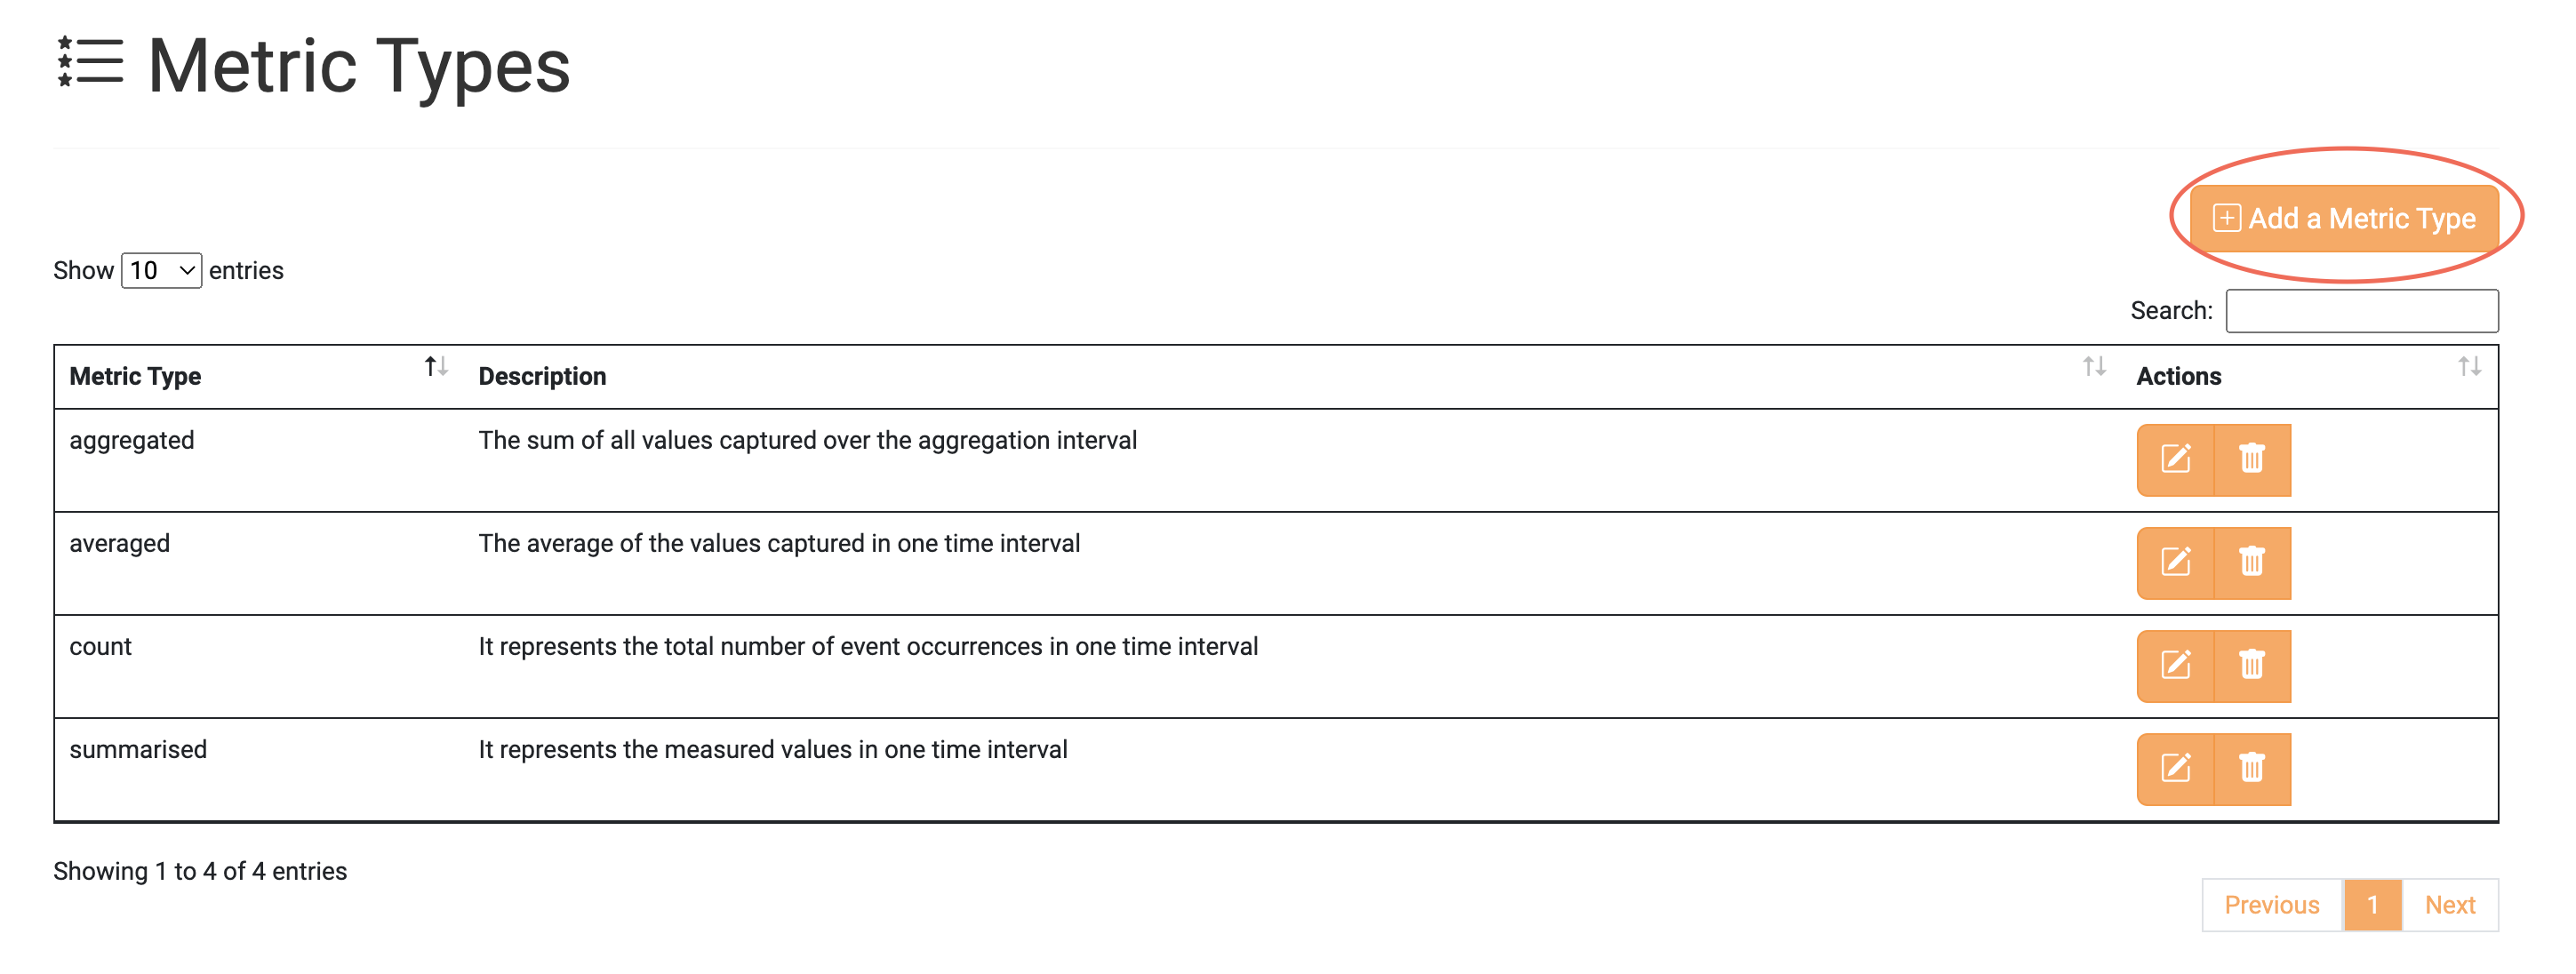 Metric Types
Add a Metric Type
Show 10 entries
Search:
Metric Type Description Actions
aggregated The sum of all values captured over the aggregation interval
averaged The average of the values captured in one time interval
count It represents the total number of event occurrences in one time interval
summarised It represents the measured values in one time interval
Showing 1 to 4 of 4 entries
Previous 1 Next